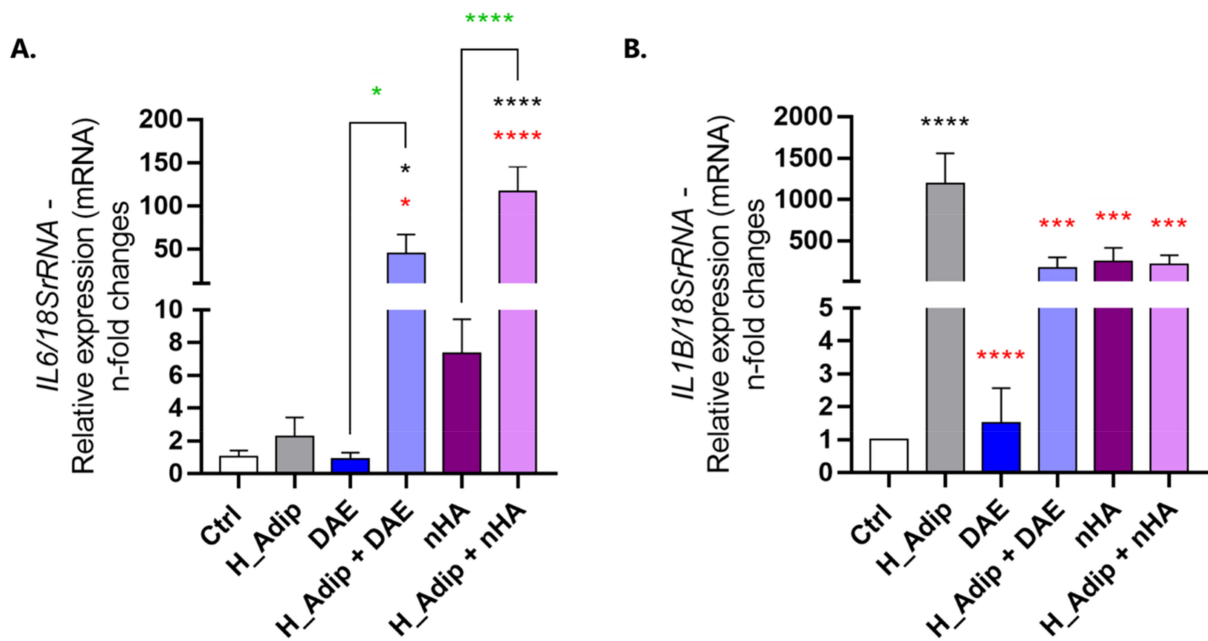 A.
****
*
****
****
*
*
IL6/18SrRNA -
Relative expression (mRNA)
n-fold changes
200
150
100
50
10
8
6
4
2
0
Ctrl
H_Adip
DAE
H_Adip + DAE
nHA
H_Adip + nHA
B.
IL1B/18SrRNA -
Relative expression (mRNA)
n-fold changes
2000
1500
1000
500
5
4
3
2
1
0
****
****
***
***
***
Ctrl
H_Adip
DAE
H_Adip + DAE
nHA
H_Adip + nHA